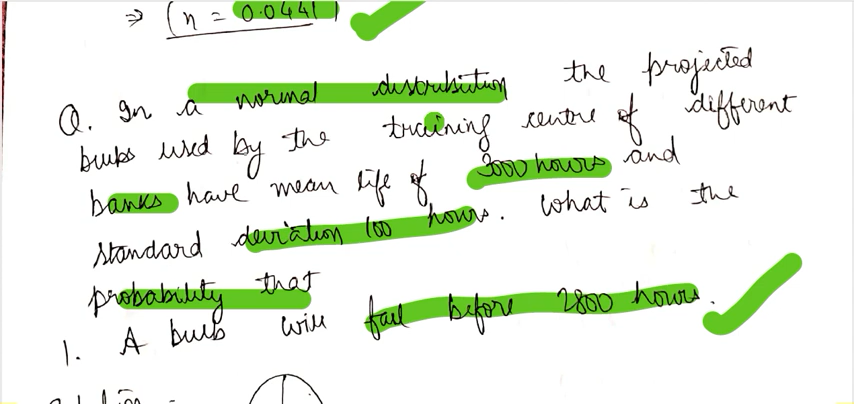 ⇒ (n = 0.0441)
Q. In a normal distribution the projected
bulbs used by the training centre of different
banks have mean life of 3000 hours and
standard deviation 100 hours. What is the
probability that
1. A bulb will fail before 2800 hours.